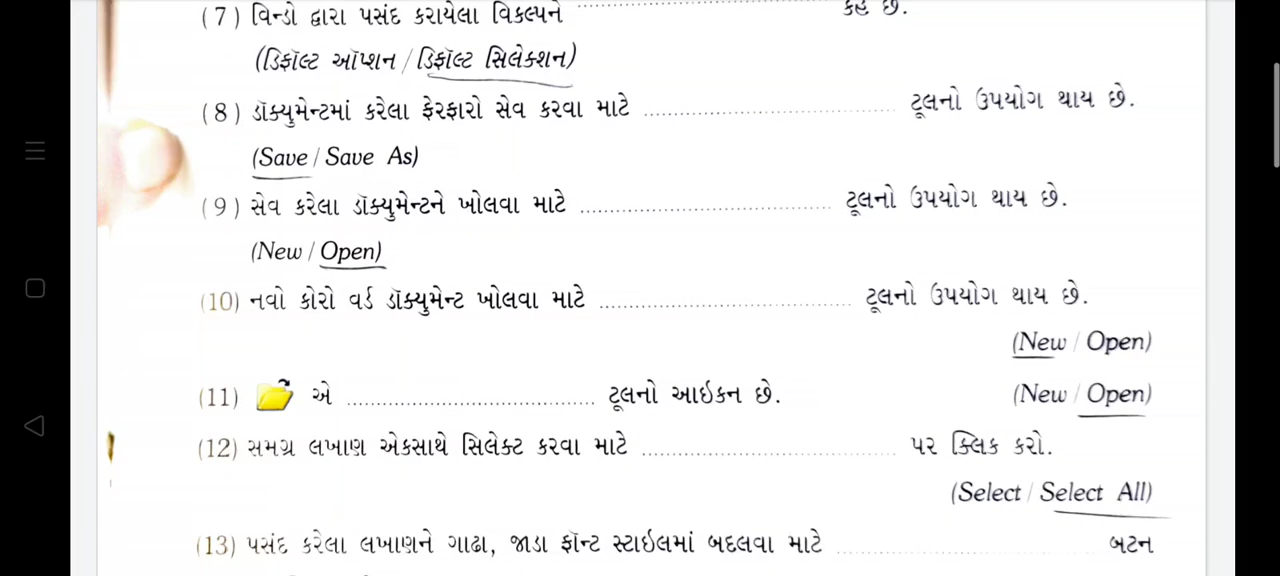 (7) વિન્ડો દ્વારા પસંદ કરાયેલા વિકલ્પને ........................ કહે છે.
(ડિફૉલ્ટ ઑપ્શન / ડિફૉલ્ટ સિલેક્શન)
(8) ડૉક્યુમેન્ટમાં કરેલા ફેરફારો સેવ કરવા માટે ........................ ટૂલનો ઉપયોગ થાય છે.
(Save / Save As)
(9) સેવ કરેલા ડૉક્યુમેન્ટને ખોલવા માટે ........................ ટૂલનો ઉપયોગ થાય છે.
(New / Open)
(10) નવો કોરો વર્ડ ડૉક્યુમેન્ટ ખોલવા માટે ........................ ટૂલનો ઉપયોગ થાય છે.
(New / Open)
(11) એ ........................ ટૂલનો આઇકન છે. (New / Open)
(12) સમગ્ર લખાણ એકસાથે સિલેક્ટ કરવા માટે ........................ પર ક્લિક કરો.
(Select / Select All)
(13) પસંદ કરેલા લખાણને ગાઢા, જાડા ફૉન્ટ સ્ટાઇલમાં બદલવા માટે ........................ બટન